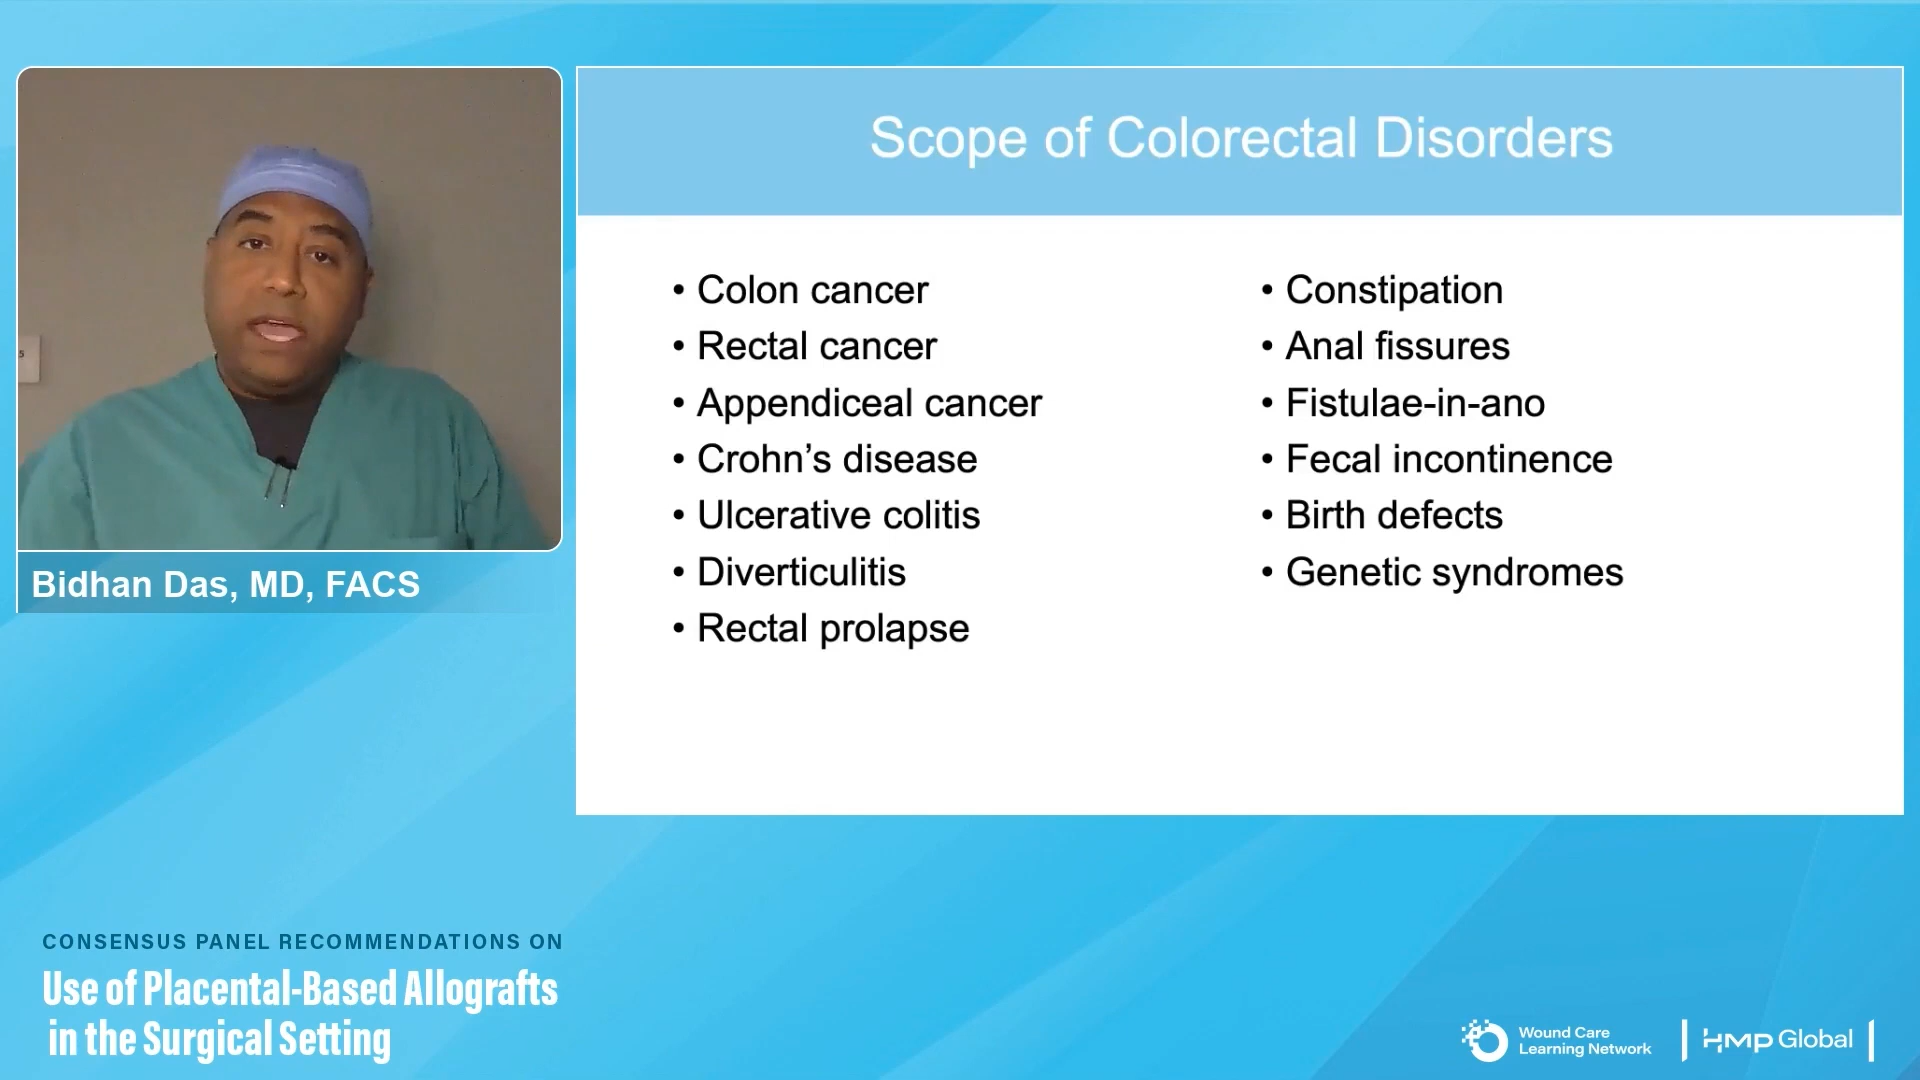 Scope of Colorectal Disorders
• Colon cancer
• Rectal cancer
• Appendiceal cancer
• Crohn’s disease
• Ulcerative colitis
• Diverticulitis
• Rectal prolapse
• Constipation
• Anal fissures
• Fistulae-in-ano
• Fecal incontinence
• Birth defects
• Genetic syndromes
5
Bidhan Das, MD, FACS
CONSENSUS PANEL RECOMMENDATIONS ON
Use of Placental-Based Allografts
in the Surgical Setting
Wound Care
Learning Network
HMP Global